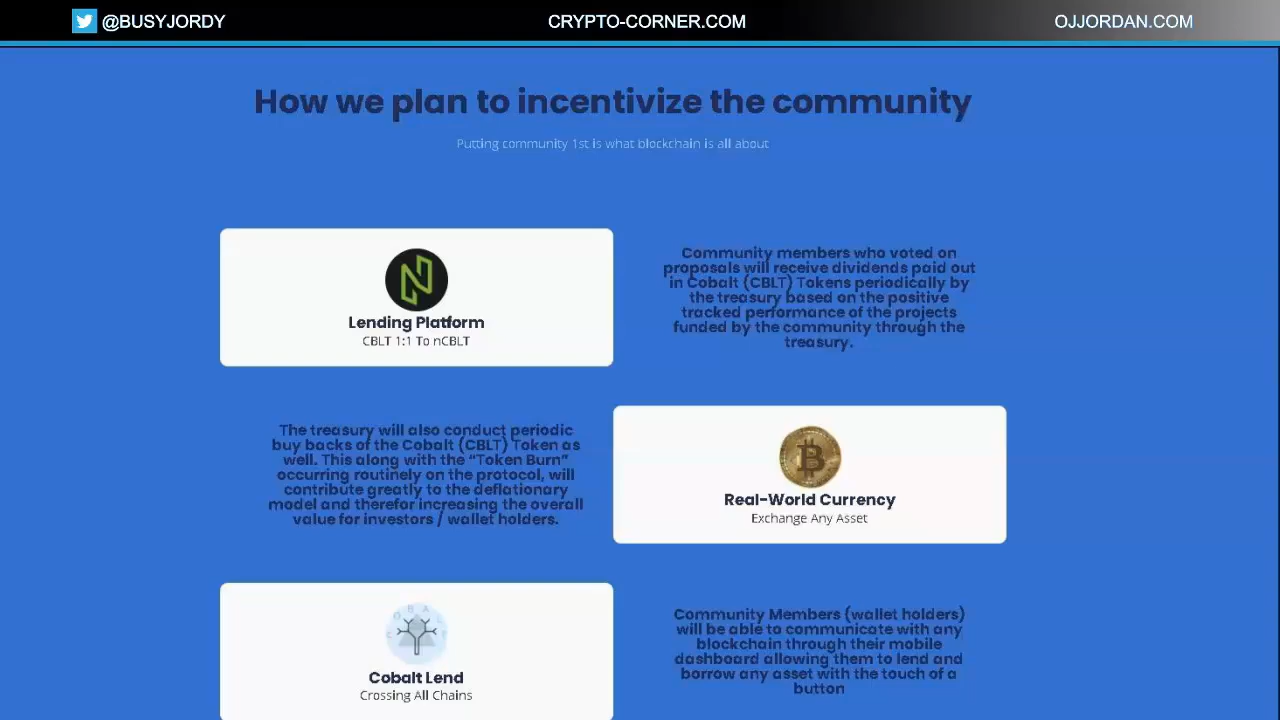 @BUSYJORDY
CRYPTO-CORNER.COM
OJJORDAN.COM
How we plan to incentivize the community
Putting community 1st is what blockchain is all about
Lending Platform
CBLT 1:1 To nCBLT
Community members who voted on
proposals will receive dividends paid out
in Cobalt (CBLT) Tokens periodically by
the treasury based on the positive
tracked performance of the projects
funded by the community through the
treasury.
The treasury will also conduct periodic
buy backs of the Cobalt (CBLT) Token as
well. This along with the “Token Burn”
occurring routinely on the protocol, will
contribute greatly to the deflationary
model and therefor increasing the overall
value for investors / wallet holders.
Real-World Currency
Exchange Any Asset
Cobalt Lend
Crossing All Chains
Community Members (wallet holders)
will be able to communicate with any
blockchain through their mobile
dashboard allowing them to lend and
borrow any asset with the touch of a
button